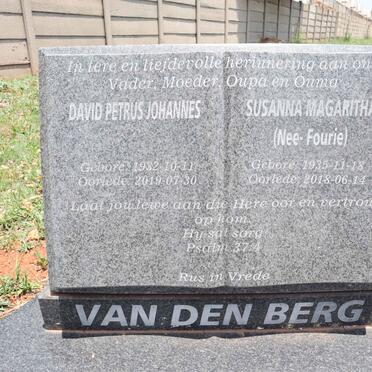 In lere en liefdevolle herinnering aan ons
Vader, Moeder, Oupa en Ouma
DAVID PETRUS JOHANNES
Gebore: 1932-10-11
Oorlede: 2019-07-30
SUSANNA MAGARITHA
(Nee- Fourie)
Gebore: 1935-11-18
Oorlede: 2018-06-14
Laat jou lewe aan die Here oor en vertrou
op hom.
Hy sal sorg
Psalm 37:4
Rus in Vrede
VAN DEN BERG